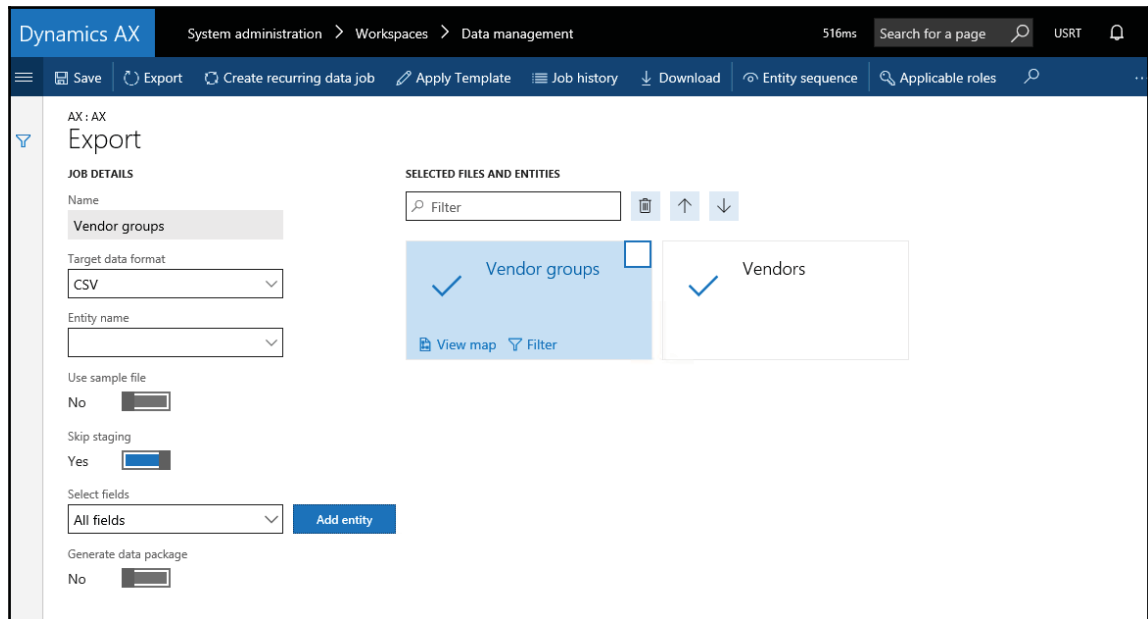 Dynamics AX
System administration > Workspaces > Data management
516ms
Search for a page
USRT
Save
Export
Create recurring data job
Apply Template
Job history
Download
Entity sequence
Applicable roles
...
AX : AX
Export
JOB DETAILS
Name
Vendor groups
Target data format
CSV
Entity name
Use sample file
No
Skip staging
Yes
Select fields
All fields
Add entity
Generate data package
No
SELECTED FILES AND ENTITIES
Filter
Vendor groups
View map
Filter
Vendors